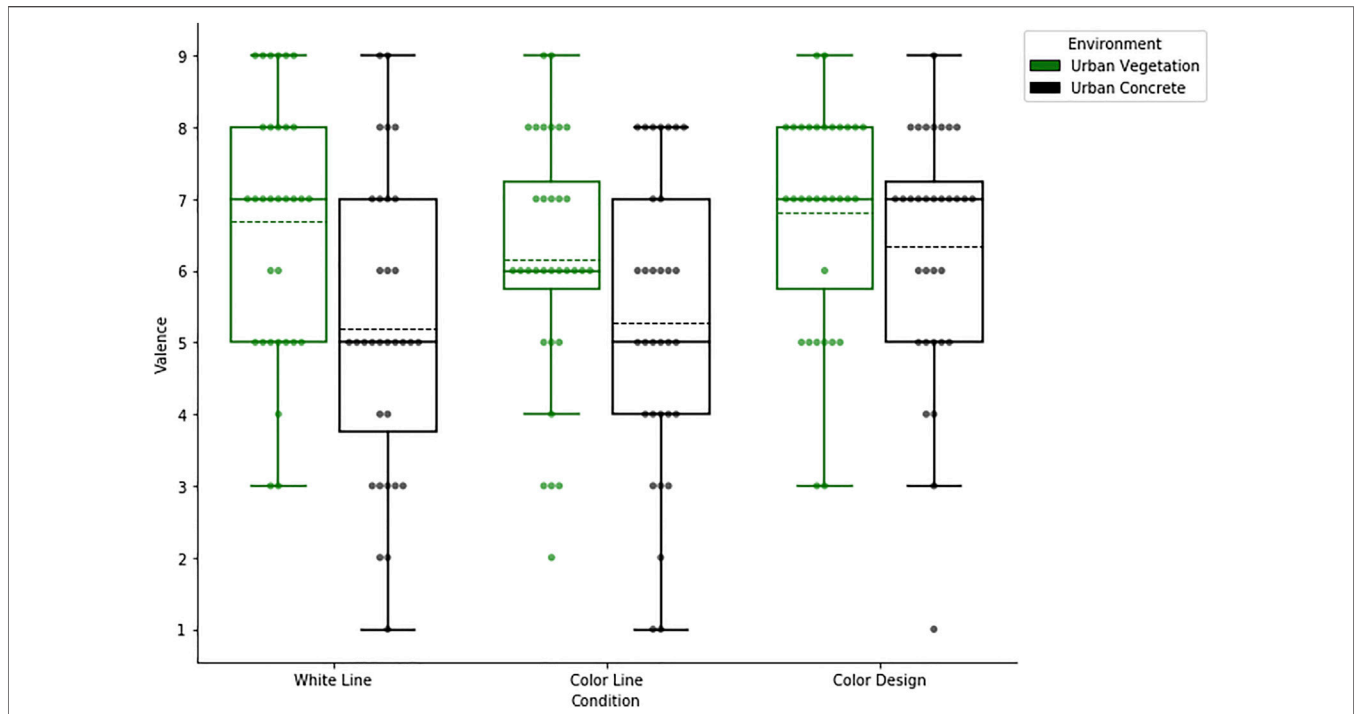 Environment
Urban Vegetation
Urban Concrete
Valence
9
8
7
6
5
4
3
2
1
White Line
Color Line
Color Design
Condition